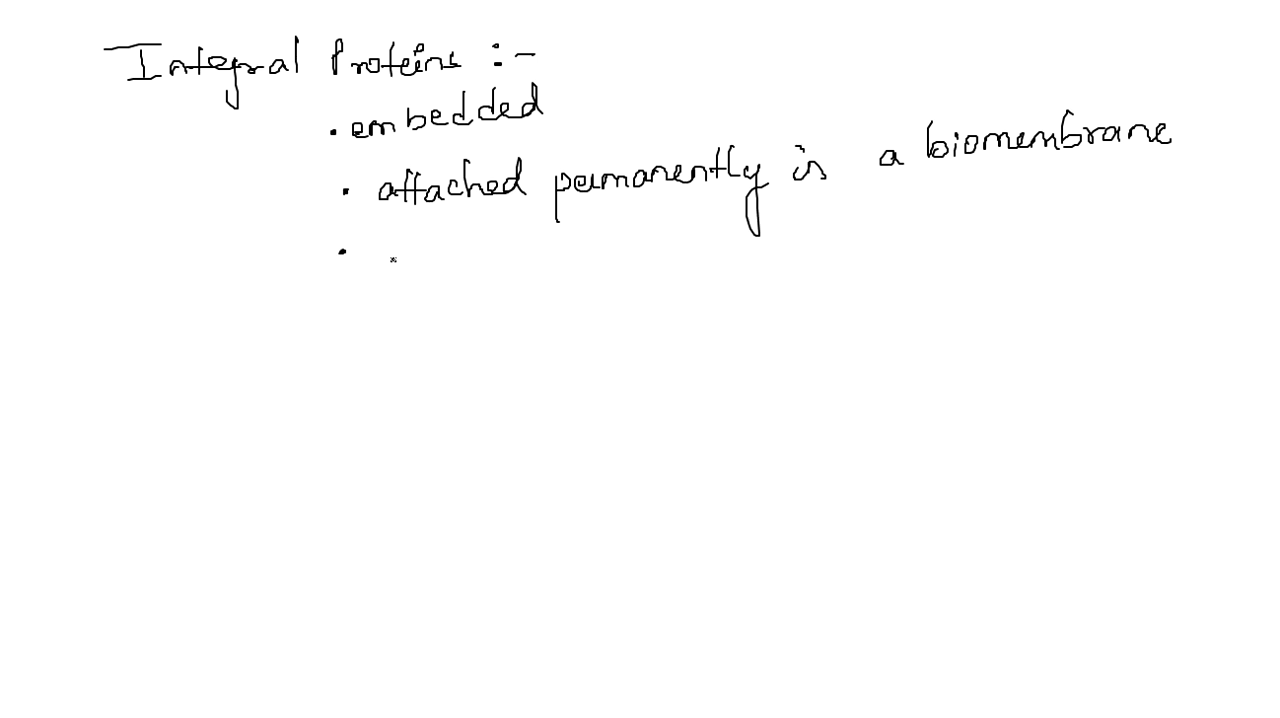 Integral Proteins :-
• embedded
• attached permanently is a biomembrane
•